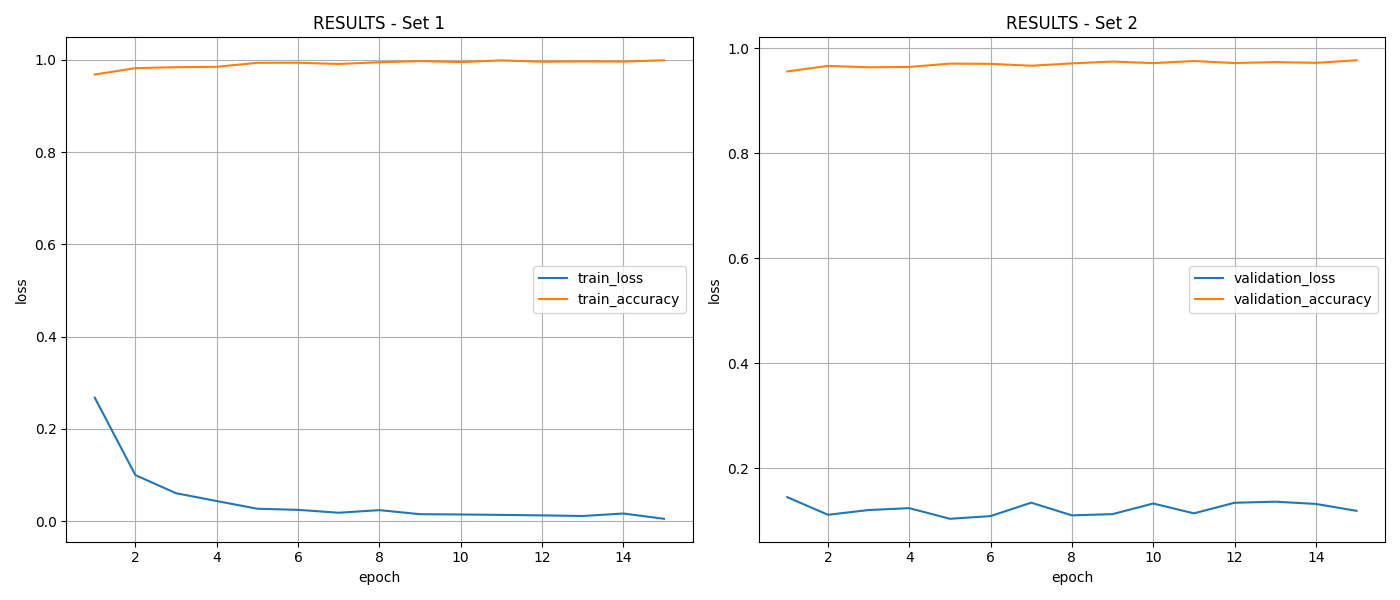 RESULTS - Set 1
1.0
0.8
0.6
0.4
0.2
0.0
loss
train_loss
train_accuracy
2 4 6 8 10 12 14
epoch
RESULTS - Set 2
1.0
0.8
0.6
0.4
0.2
loss
validation_loss
validation_accuracy
2 4 6 8 10 12 14
epoch